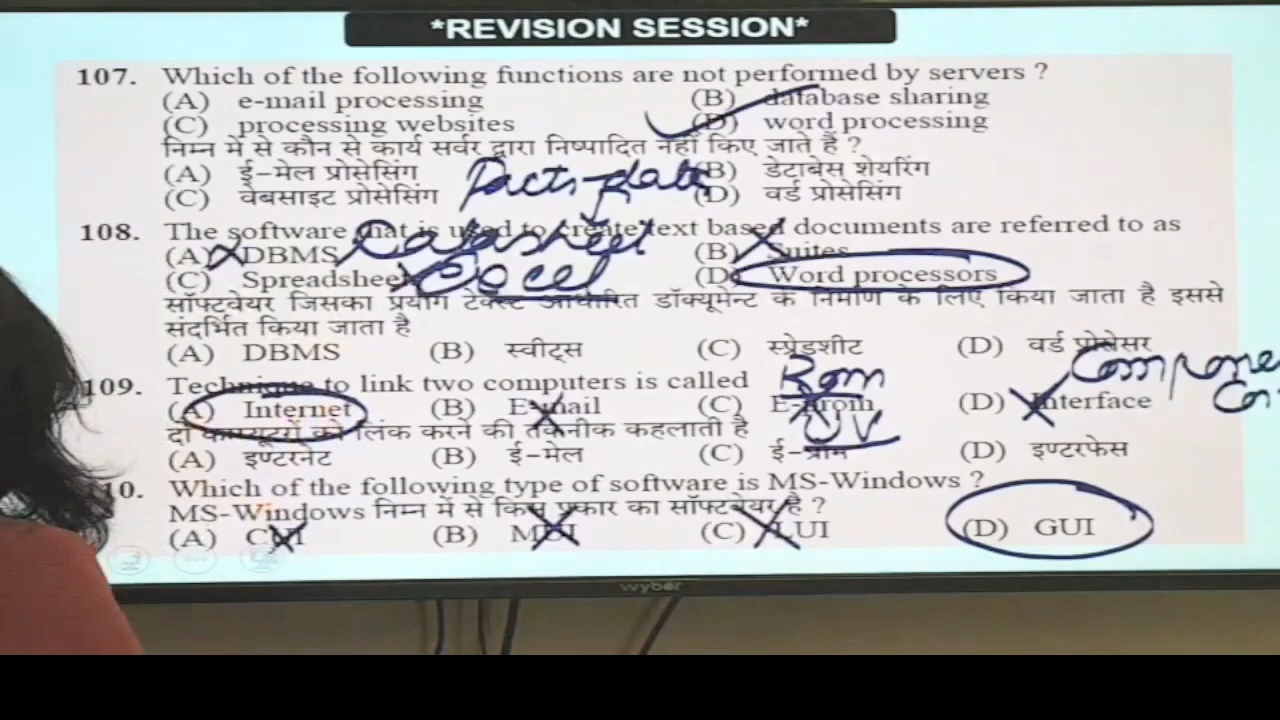 *REVISION SESSION*
107. Which of the following functions are not performed by servers ?
(A) e-mail processing (B) database sharing
(C) processing websites (D) word processing
निम्न में से कौन से कार्य सर्वर द्वारा निष्पादित नहीं किए जाते हैं ?
(A) ई-मेल प्रोसेसिंग (B) डेटाबेस शेयरिंग
(C) वेबसाइट प्रोसेसिंग (D) वर्ड प्रोसेसिंग
108. The software that is used to create text based documents are referred to as
(A) DBMS (B) Suites
(C) Spreadsheet (D) Word processors
सॉफ्टवेयर जिसका प्रयोग टेक्स्ट आधारित डॉक्यूमेन्ट के निर्माण के लिए किया जाता है इससे
संदर्भित किया जाता है
(A) DBMS (B) स्वीट्स (C) स्प्रेडशीट (D) वर्ड प्रोसेसर
Rom
109. Technique to link two computers is called
(A) Internet (B) E-mail (C) E-Prom (D) Interface
UV
दो कम्प्यूटरों को लिंक करने की तकनीक कहलाती है
(A) इण्टरनेट (B) ई-मेल (C) ई-प्रॉम (D) इण्टरफेस
10. Which of the following type of software is MS-Windows ?
MS-Windows निम्न में से किस प्रकार का सॉफ्टवेयर है ?
(A) CUI (B) MUI (C) LUI (D) GUI
wyber